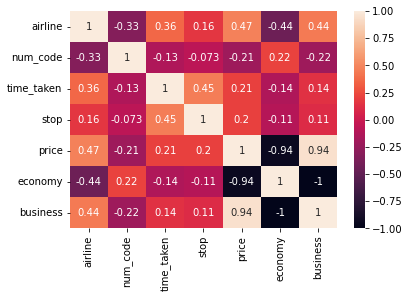 airline 1 -0.33 0.36 0.16 0.47 -0.44 0.44
num_code -0.33 1 -0.13 -0.073 -0.21 0.22 -0.22
time_taken 0.36 -0.13 1 0.45 0.21 -0.14 0.14
stop 0.16 -0.073 0.45 1 0.2 -0.11 0.11
price 0.47 -0.21 0.21 0.2 1 -0.94 0.94
economy -0.44 0.22 -0.14 -0.11 -0.94 1 -1
business 0.44 -0.22 0.14 0.11 0.94 -1 1
airline num_code time_taken stop price economy business
1.00
0.75
0.50
0.25
0.00
−0.25
−0.50
−0.75
−1.00